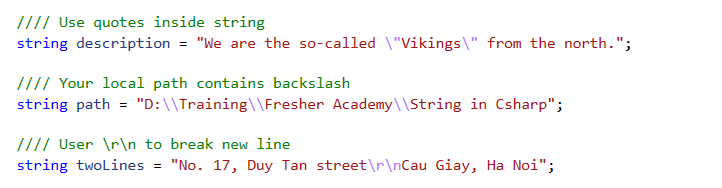 //// Use quotes inside string
string description = "We are the so-called \"Vikings\" from the north.";
//// Your local path contains backslash
string path = "D:\\Training\\Fresher Academy\\String in Csharp";
//// User \r\n to break new line
string twoLines = "No. 17, Duy Tan street\r\nCau Giay, Ha Noi";